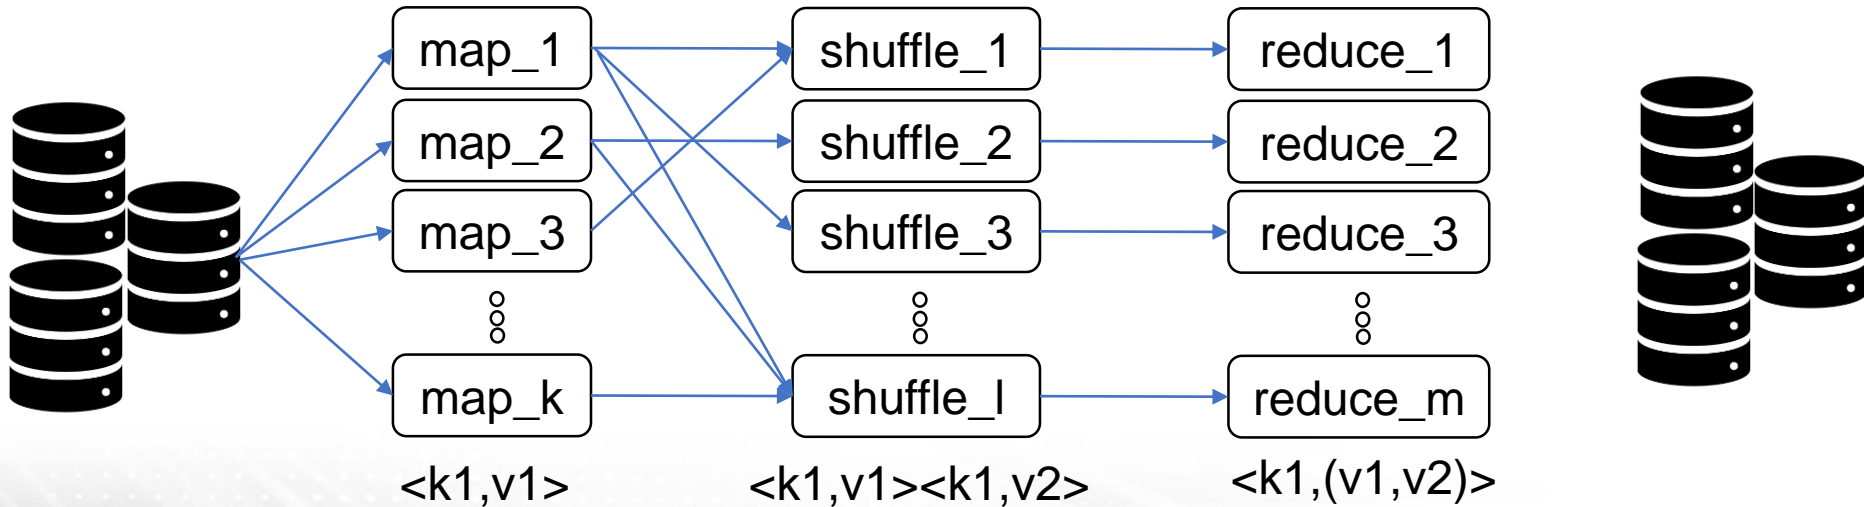 map_1
shuffle_1
reduce_1
map_2
shuffle_2
reduce_2
map_3
shuffle_3
reduce_3
map_k
shuffle_l
reduce_m
<k1,v1>
<k1,v1><k1,v2>
<k1,(v1,v2)>